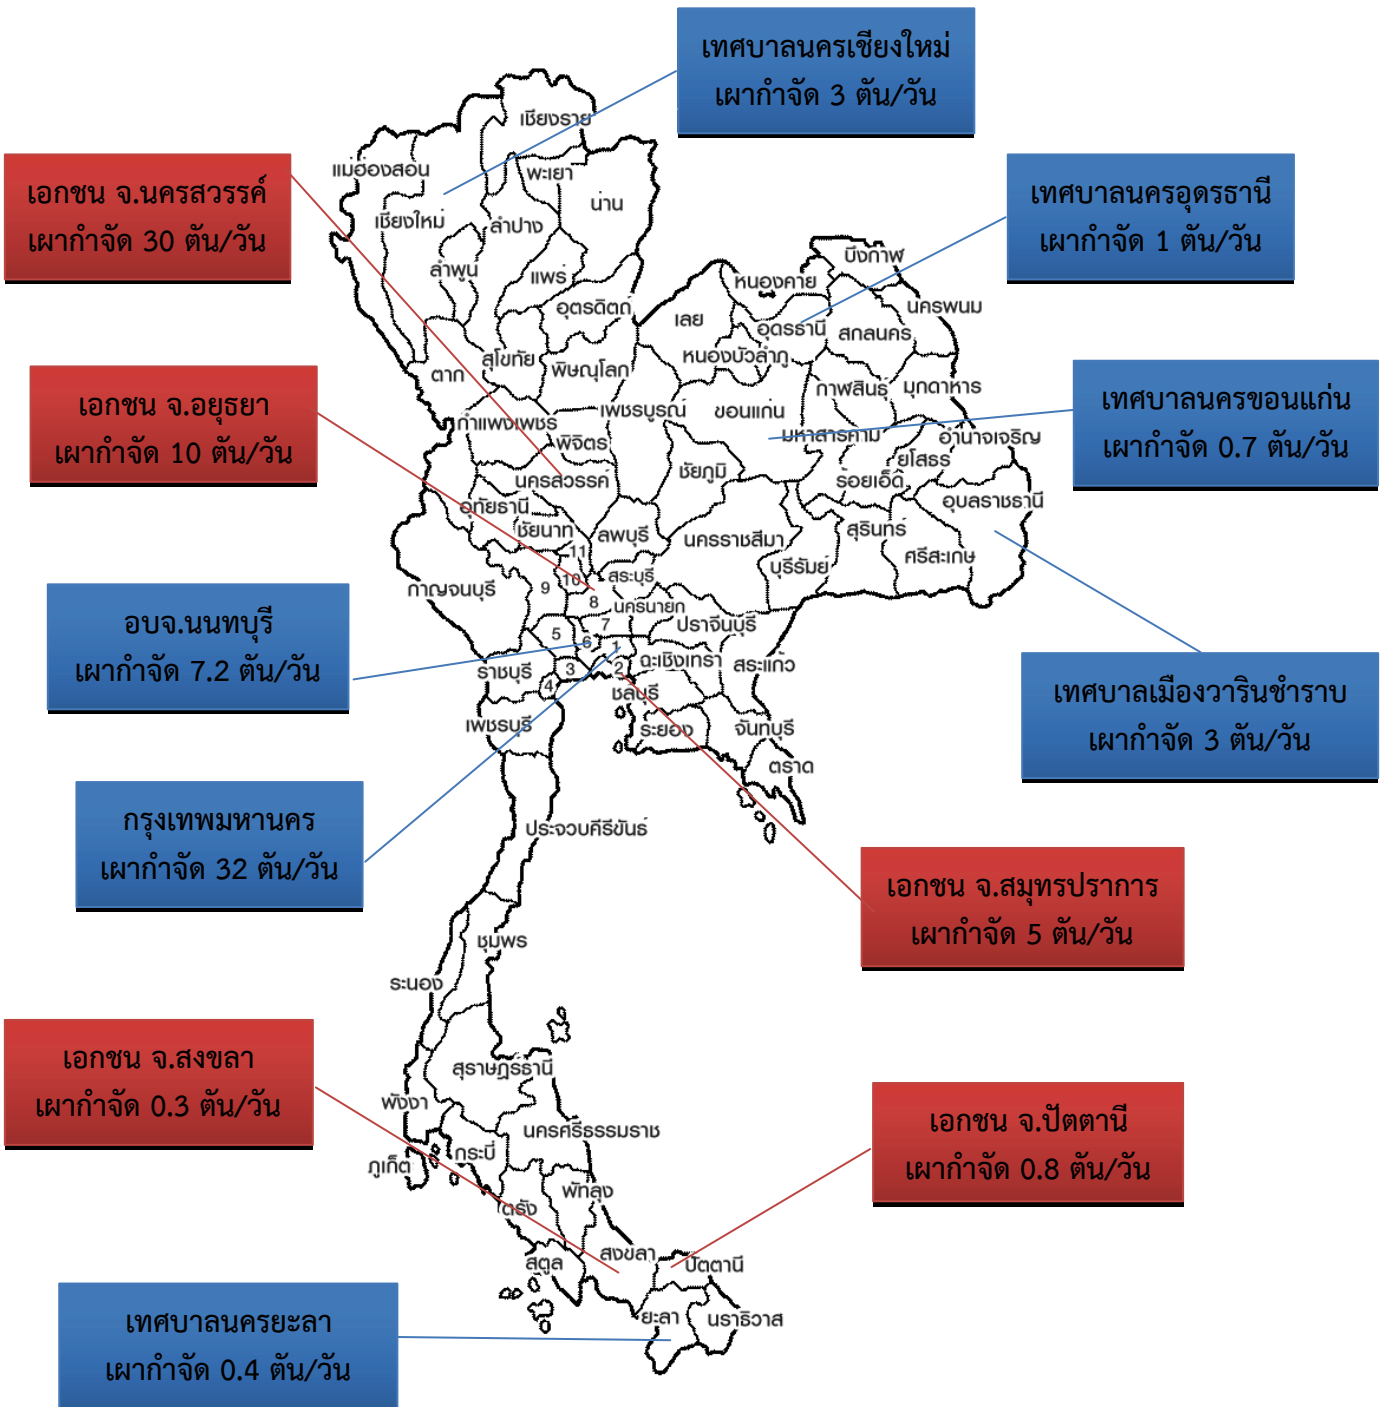 เทศบาลนครเชียงใหม่
เผากำจัด 3 ตัน/วัน
เอกชน จ.นครสวรรค์
เผากำจัด 30 ตัน/วัน
เทศบาลนครอุดรธานี
เผากำจัด 1 ตัน/วัน
เอกชน จ.อยุธยา
เผากำจัด 10 ตัน/วัน
เทศบาลนครขอนแก่น
เผากำจัด 0.7 ตัน/วัน
อบจ.นนทบุรี
เผากำจัด 7.2 ตัน/วัน
เทศบาลเมืองวารินชำราบ
เผากำจัด 3 ตัน/วัน
กรุงเทพมหานคร
เผากำจัด 32 ตัน/วัน
เอกชน จ.สมุทรปราการ
เผากำจัด 5 ตัน/วัน
เอกชน จ.สงขลา
เผากำจัด 0.3 ตัน/วัน
เอกชน จ.ปัตตานี
เผากำจัด 0.8 ตัน/วัน
เทศบาลนครยะลา
เผากำจัด 0.4 ตัน/วัน
เชียงราย
แม่ฮ่องสอน
พะเยา
น่าน
เชียงใหม่
ลำปาง
ลำพูน
แพร่
อุตรดิตถ์
บึงกาฬ
หนองคาย
นครพนม
เลย
อุดรธานี
สกลนคร
หนองบัวลำภู
สุโขทัย
ตาก
พิษณุโลก
กาฬสินธุ์
มุกดาหาร
เพชรบูรณ์
ขอนแก่น
กำแพงเพชร
พิจิตร
มหาสารคาม
อำนาจเจริญ
ยโสธร
ชัยภูมิ
ร้อยเอ็ด
นครสวรรค์
อุบลราชธานี
อุทัยธานี
ชัยนาท
ลพบุรี
นครราชสีมา
สุรินทร์
ศรีสะเกษ
บุรีรัมย์
11
10
สระบุรี
กาญจนบุรี
9
8
นครนายก
7
ปราจีนบุรี
5
6
1
ฉะเชิงเทรา
สระแก้ว
ราชบุรี
3
2
4
ชลบุรี
เพชรบุรี
ระยอง
จันทบุรี
ตราด
ประจวบคีรีขันธ์
ชุมพร
ระนอง
สุราษฎร์ธานี
พังงา
นครศรีธรรมราช
กระบี่
ภูเก็ต
พัทลุง
ตรัง
สงขลา
สตูล
ปัตตานี
ยะลา
นราธิวาส